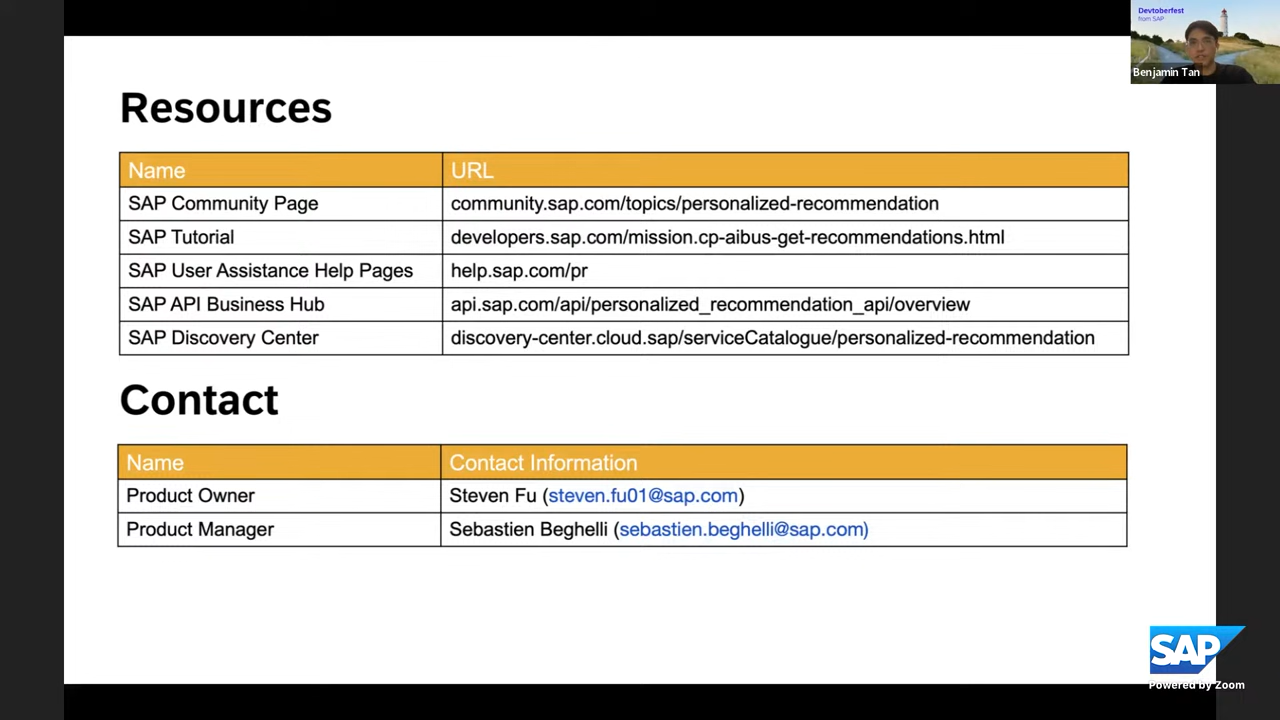 Devtoberfest
from SAP
Benjamin Tan
Resources
Name URL
SAP Community Page community.sap.com/topics/personalized-recommendation
SAP Tutorial developers.sap.com/mission.cp-aibus-get-recommendations.html
SAP User Assistance Help Pages help.sap.com/pr
SAP API Business Hub api.sap.com/api/personalized_recommendation_api/overview
SAP Discovery Center discovery-center.cloud.sap/serviceCatalogue/personalized-recommendation
Contact
Name Contact Information
Product Owner Steven Fu (steven.fu01@sap.com)
Product Manager Sebastien Beghelli (sebastien.beghelli@sap.com)
SAP
Powered by Zoom